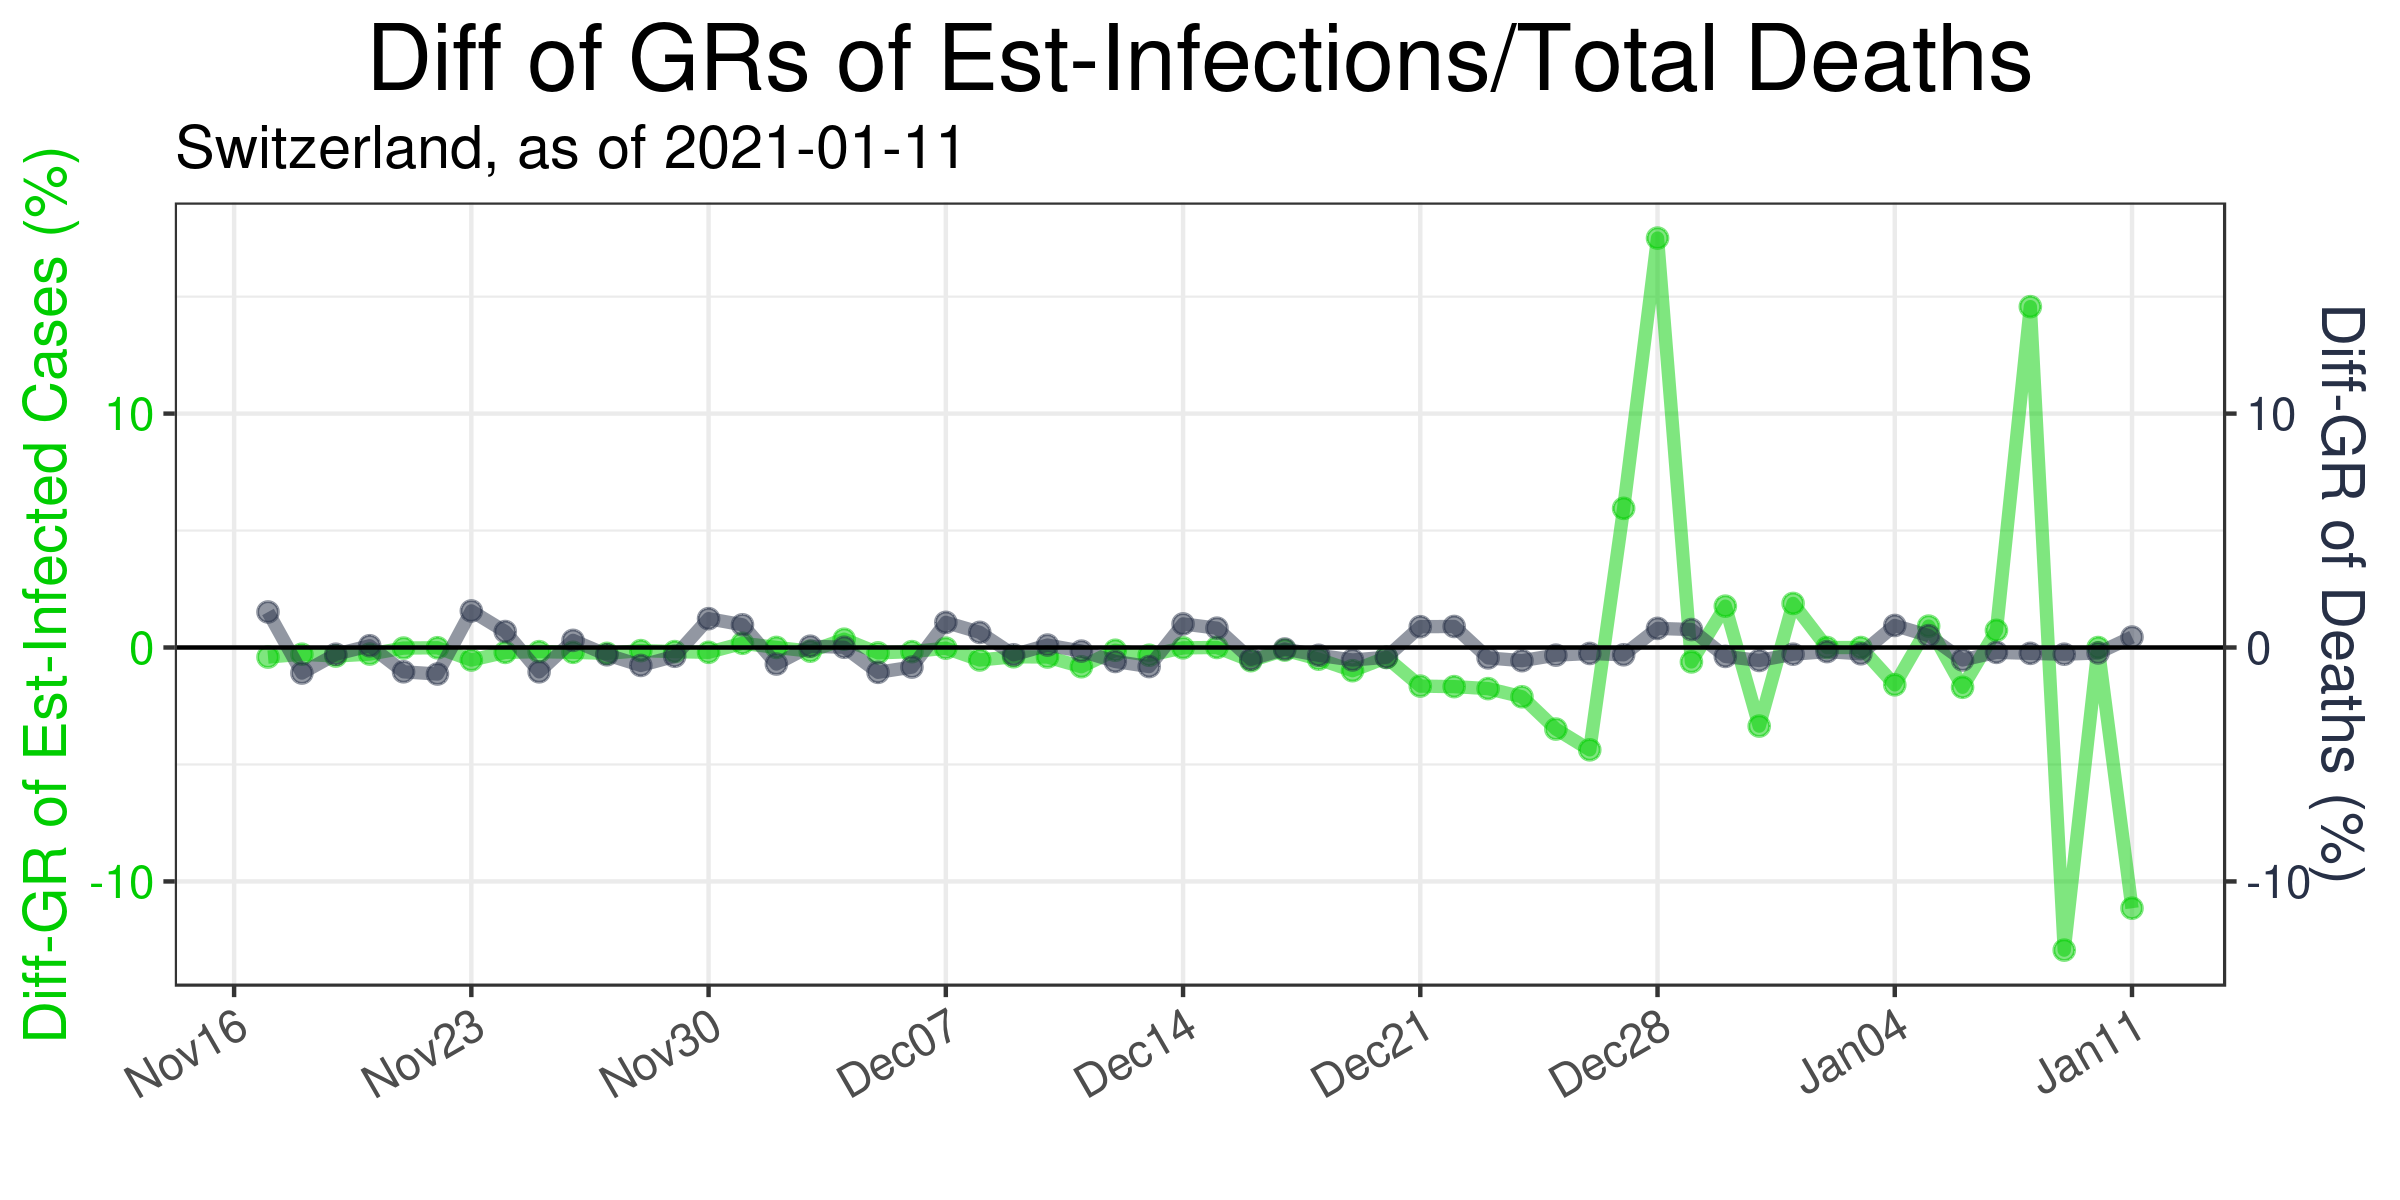 Diff of GRs of Est-Infections/Total Deaths
Switzerland, as of 2021-01-11
Diff-GR of Est-Infected Cases (%)
10
0
-10
10
0
-10
Diff-GR of Deaths (%)
Nov16
Nov23
Nov30
Dec07
Dec14
Dec21
Dec28
Jan04
Jan11